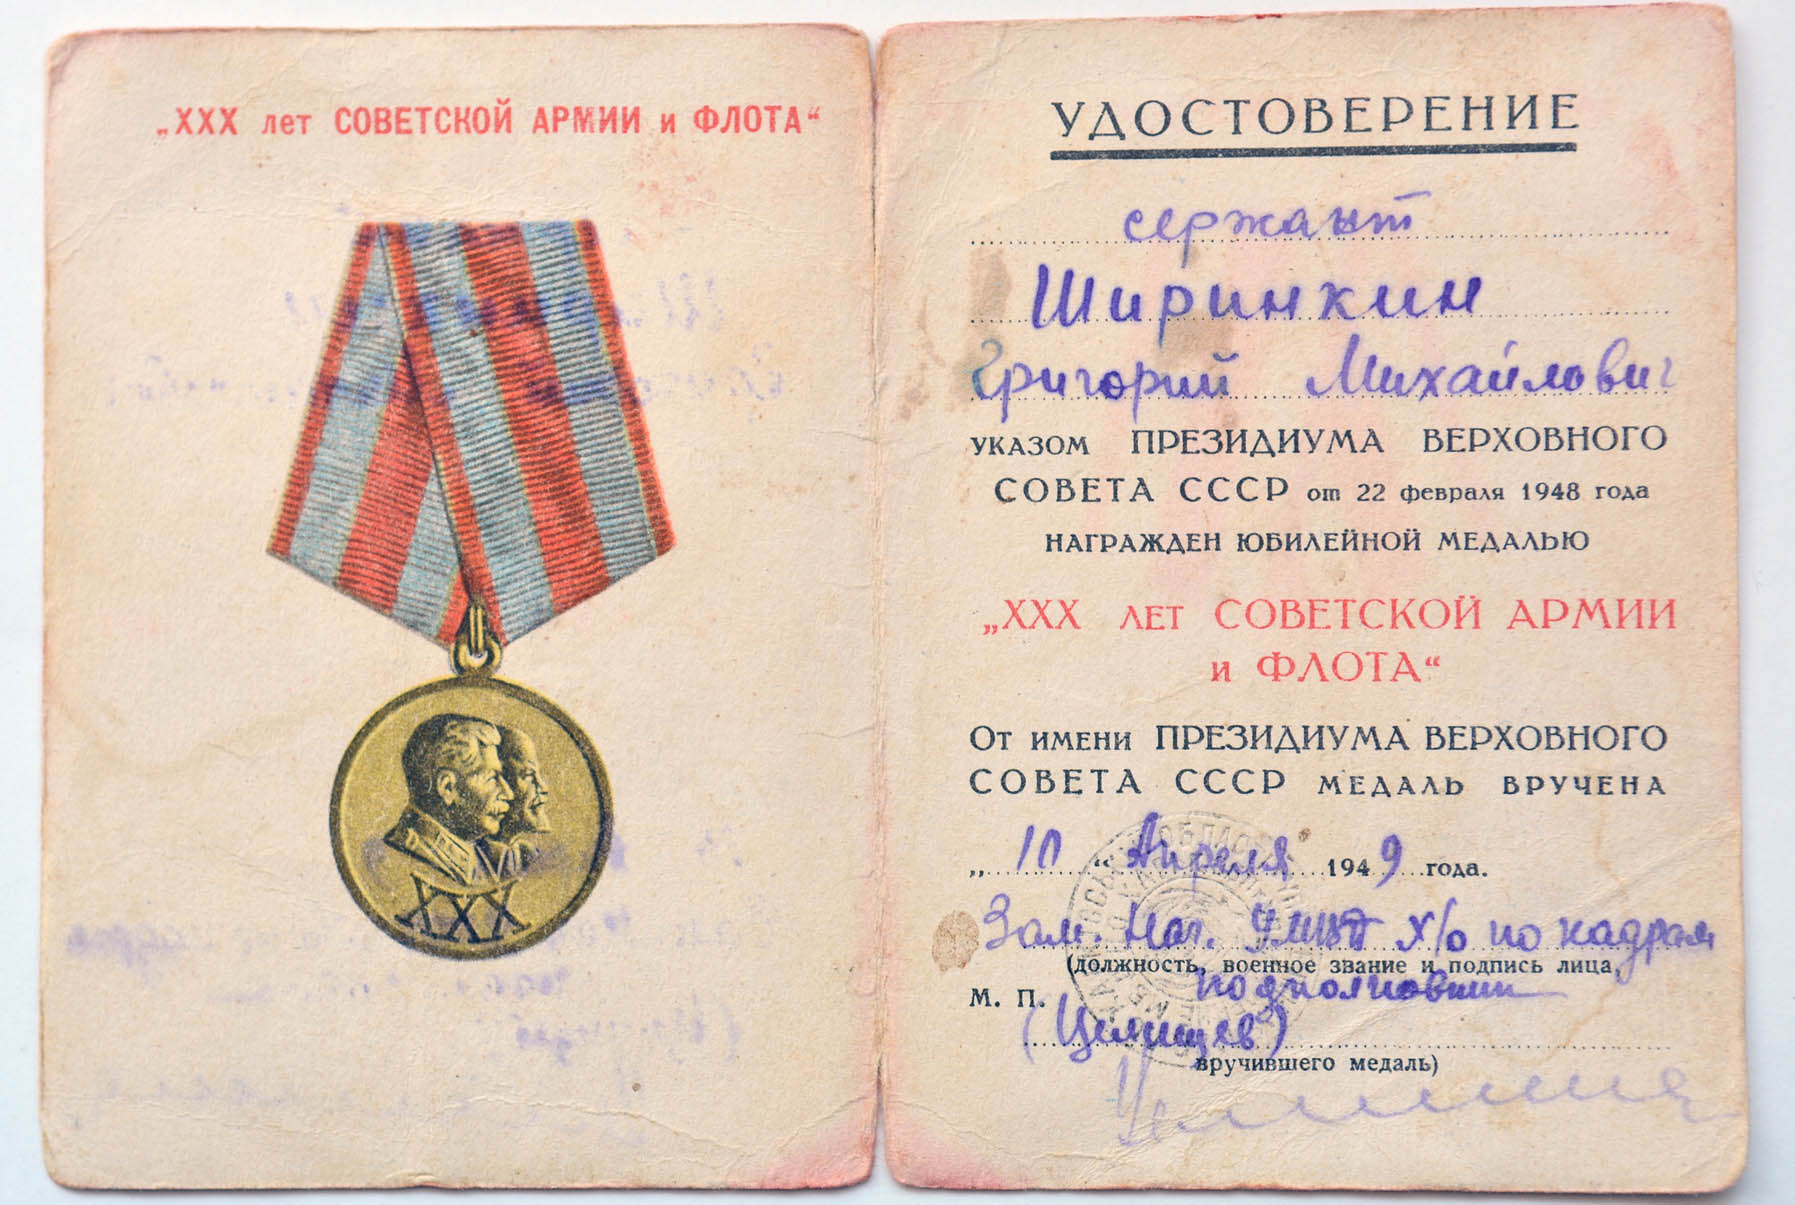 „XXX лет СОВЕТСКОЙ АРМИИ и ФЛОТА“
XXX
УДОСТОВЕРЕНИЕ
сержант
Ширинкин
Григорий Михайлович
указом ПРЕЗИДИУМА ВЕРХОВНОГО
СОВЕТА СССР от 22 февраля 1948 года
НАГРАЖДЕН ЮБИЛЕЙНОЙ МЕДАЛЬЮ
„XXX ЛЕТ СОВЕТСКОЙ АРМИИ
и ФЛОТА“
От имени ПРЕЗИДИУМА ВЕРХОВНОГО
СОВЕТА СССР МЕДАЛЬ ВРУЧЕНА
„10“ Апреля 1949 года.
Зам. Нач. х/о по кадрам
(должность, военное звание и подпись лица,
М. П. подполковник
(Целищев)
вручившего медаль)